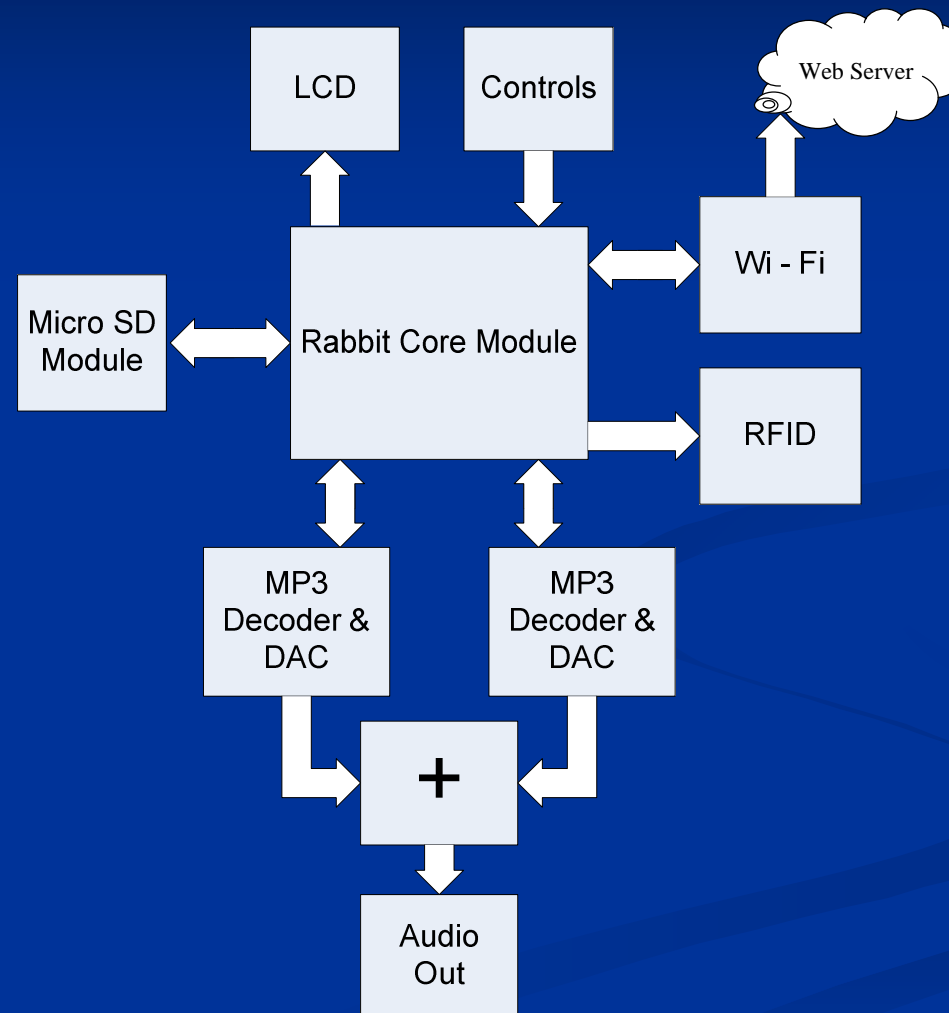 LCD
Controls
Web Server
Wi - Fi
Micro SD
Module
Rabbit Core Module
RFID
MP3
Decoder &
DAC
MP3
Decoder &
DAC
+
Audio
Out